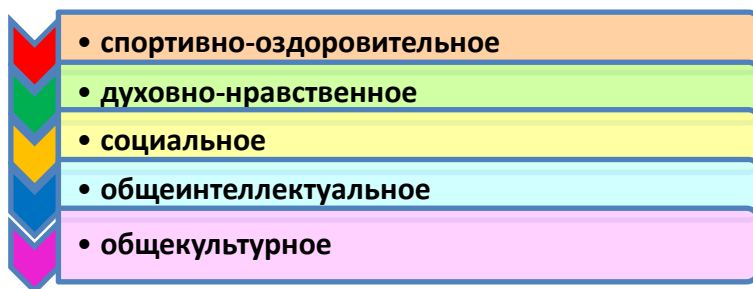 • спортивно-оздоровительное
• духовно-нравственное
• социальное
• общеинтеллектуальное
• общекультурное